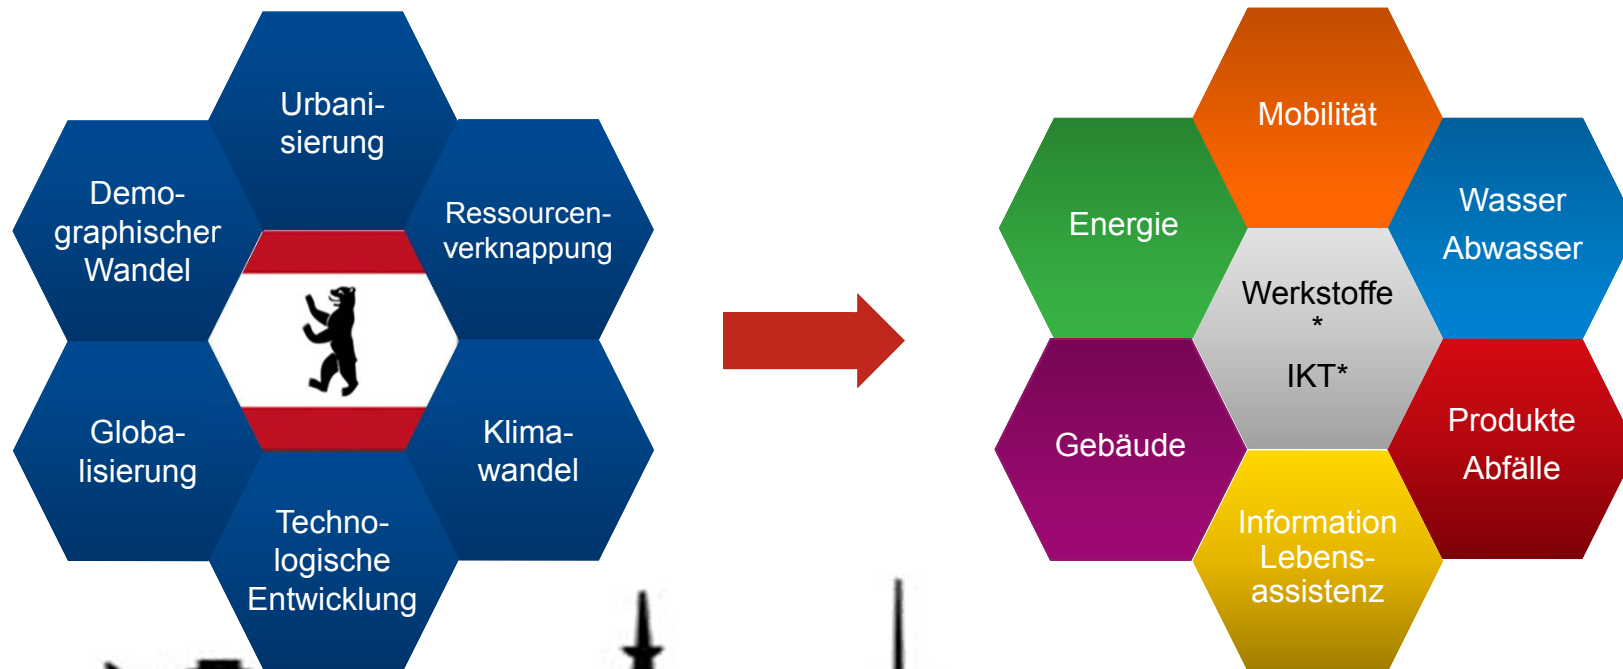 Urbani-
sierung
Demo-
graphischer
Wandel
Ressourcen-
verknappung
Globa-
lisierung
Klima-
wandel
Techno-
logische
Entwicklung
Mobilität
Energie
Wasser
Abwasser
Werkstoffe
*
IKT*
Gebäude
Produkte
Abfälle
Information
Lebens-
assistenz